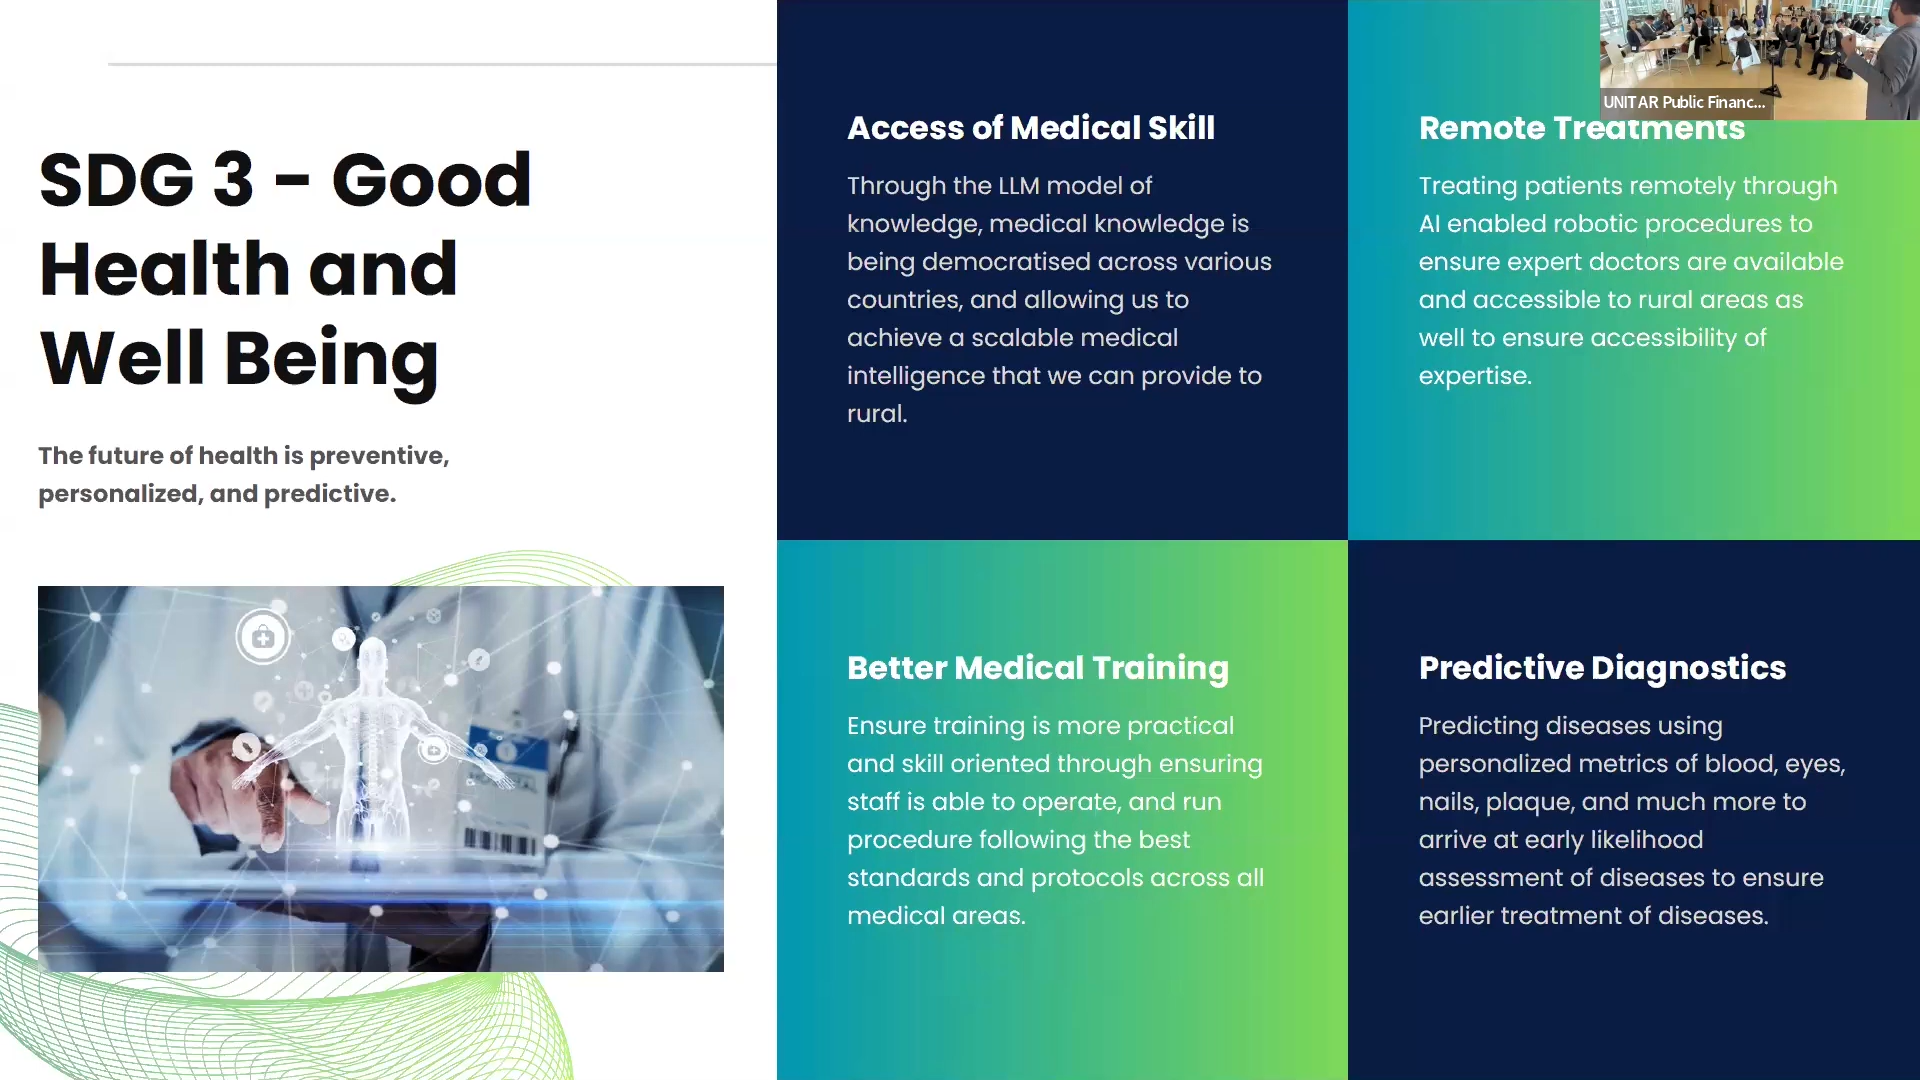 SDG 3 - Good
Health and
Well Being
The future of health is preventive,
personalized, and predictive.
Access of Medical Skill
Through the LLM model of
knowledge, medical knowledge is
being democratised across various
countries, and allowing us to
achieve a scalable medical
intelligence that we can provide to
rural.
UNITAR Public Financ...
Remote Treatments
Treating patients remotely through
AI enabled robotic procedures to
ensure expert doctors are available
and accessible to rural areas as
well to ensure accessibility of
expertise.
Better Medical Training
Ensure training is more practical
and skill oriented through ensuring
staff is able to operate, and run
procedure following the best
standards and protocols across all
medical areas.
Predictive Diagnostics
Predicting diseases using
personalized metrics of blood, eyes,
nails, plaque, and much more to
arrive at early likelihood
assessment of diseases to ensure
earlier treatment of diseases.